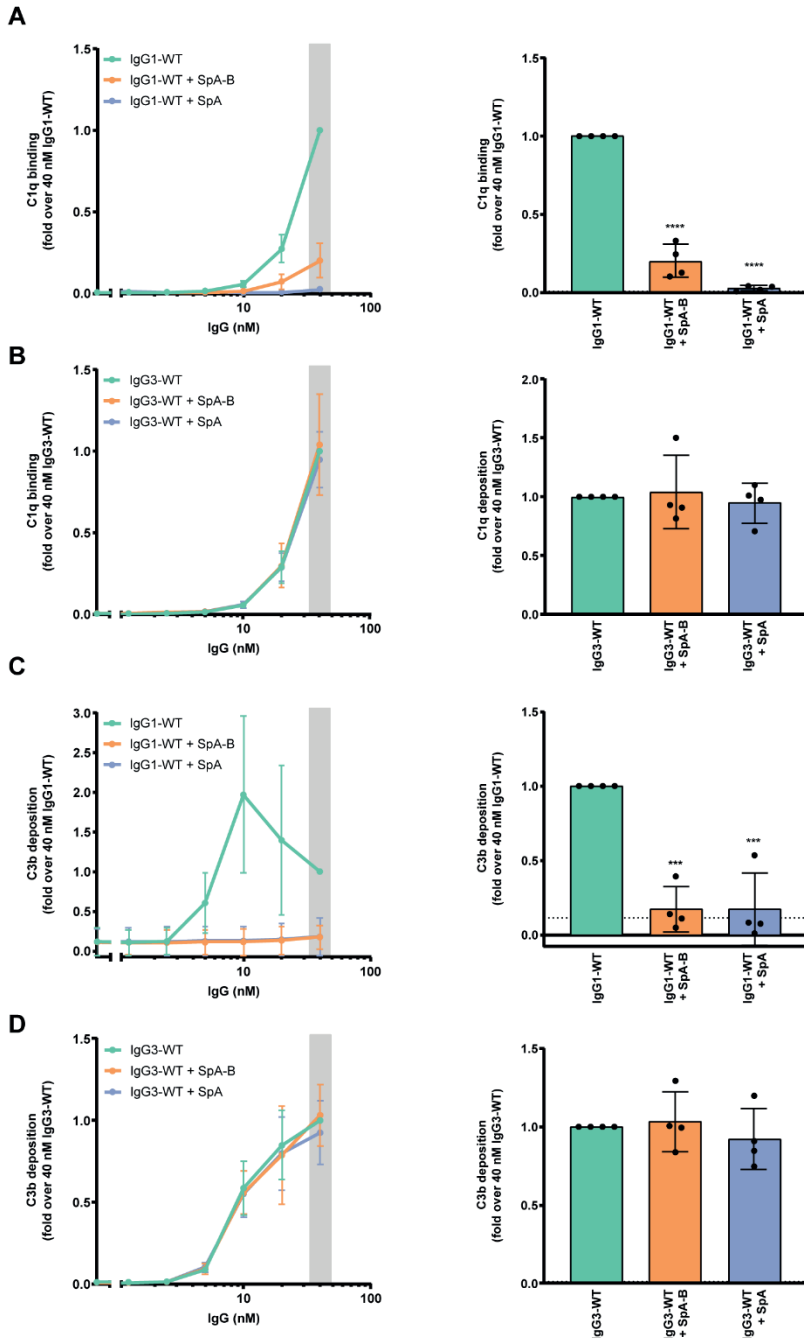 A
1.5
1.0
0.5
0.0
C1q binding
(fold over 40 nM IgG1-WT)
IgG1-WT
IgG1-WT + SpA-B
IgG1-WT + SpA
10
100
IgG (nM)
1.5
1.0
0.5
0.0
C1q binding
(fold over 40 nM IgG1-WT)
****
****
IgG1-WT
IgG1-WT
+ SpA-B
IgG1-WT
+ SpA
B
1.5
1.0
0.5
0.0
C1q binding
(fold over 40 nM IgG3-WT)
IgG3-WT
IgG3-WT + SpA-B
IgG3-WT + SpA
10
100
IgG (nM)
2.0
1.5
1.0
0.5
0.0
C1q deposition
(fold over 40 nM IgG3-WT)
IgG3-WT
IgG3-WT
+ SpA-B
IgG3-WT
+ SpA
C
3.0
2.5
2.0
1.5
1.0
0.5
0.0
C3b deposition
(fold over 40 nM IgG1-WT)
IgG1-WT
IgG1-WT + SpA-B
IgG1-WT + SpA
10
100
IgG (nM)
1.5
1.0
0.5
0.0
C3b deposition
(fold over 40 nM IgG1-WT)
***
***
IgG1-WT
IgG1-WT
+ SpA-B
IgG1-WT
+ SpA
D
1.5
1.0
0.5
0.0
C3b deposition
(fold over 40 nM IgG3-WT)
IgG3-WT
IgG3-WT + SpA-B
IgG3-WT + SpA
10
100
IgG (nM)
1.5
1.0
0.5
0.0
C3b deposition
(fold over 40 nM IgG3-WT)
IgG3-WT
IgG3-WT
+ SpA-B
IgG3-WT
+ SpA